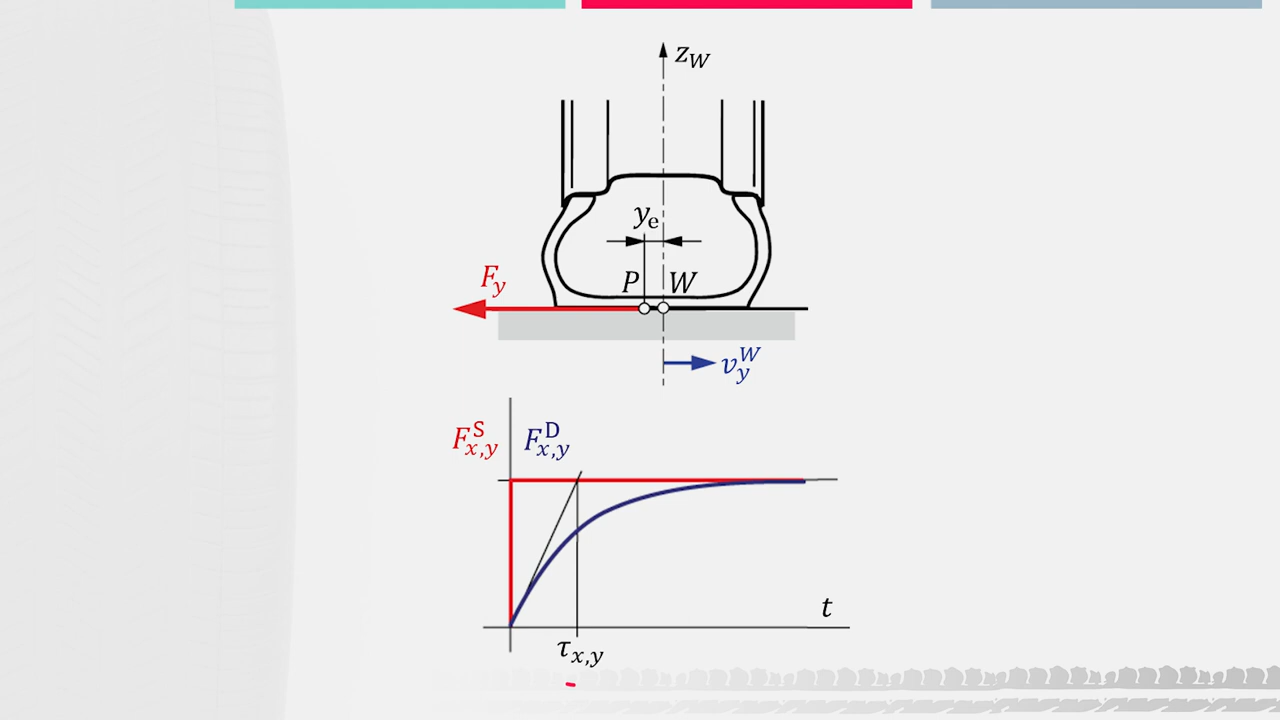 z_W
y_e
F_y
P W
v_y^W
F_{x,y}^S F_{x,y}^D
t
τ_{x,y}